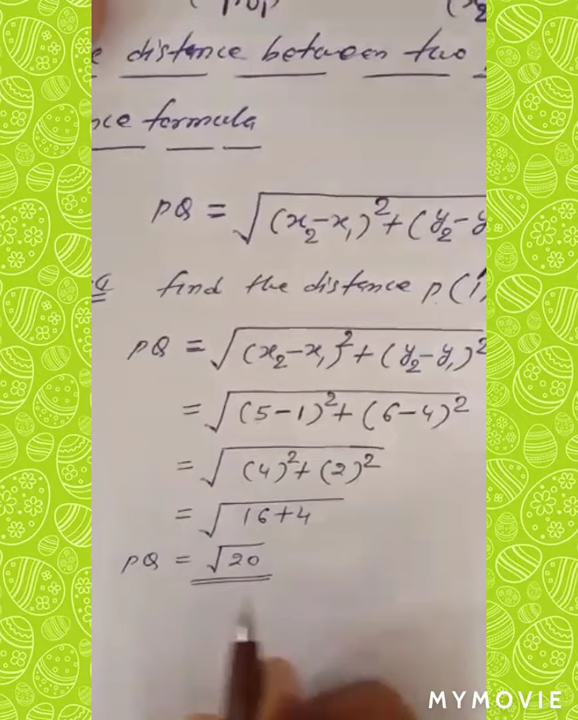 distance between two
formula
PQ = √(x₂-x₁)²+(y₂-y
find the distance P(1,
PQ = √(x₂-x₁)²+(y₂-y₁)²
= √(5-1)²+(6-4)²
= √(4)²+(2)²
= √16+4
PQ = √20
MYMOVIE